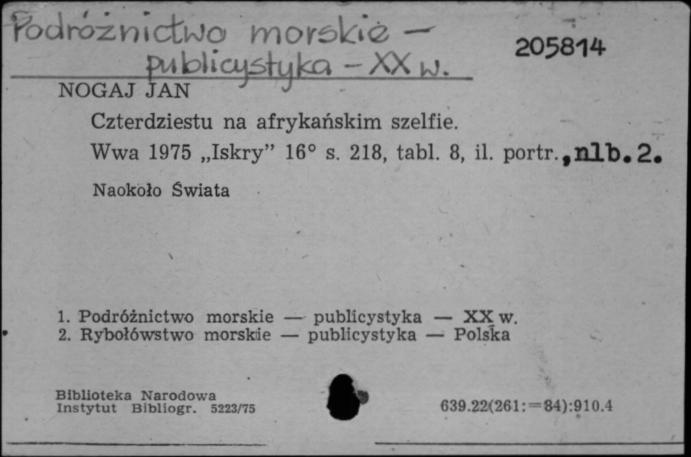 Podróżnictwo morskie —
publicystyka – XX w.
205814
NOGAJ JAN
Czterdziestu na afrykańskim szelfie.
Wwa 1975 „Iskry” 16° s. 218, tabl. 8, il. portr., nlb. 2.
Naokoło Świata
1. Podróżnictwo morskie — publicystyka — XX w.
2. Rybołówstwo morskie — publicystyka — Polska
Biblioteka Narodowa
Instytut Bibliogr. 5223/75
639.22(261:=84):910.4